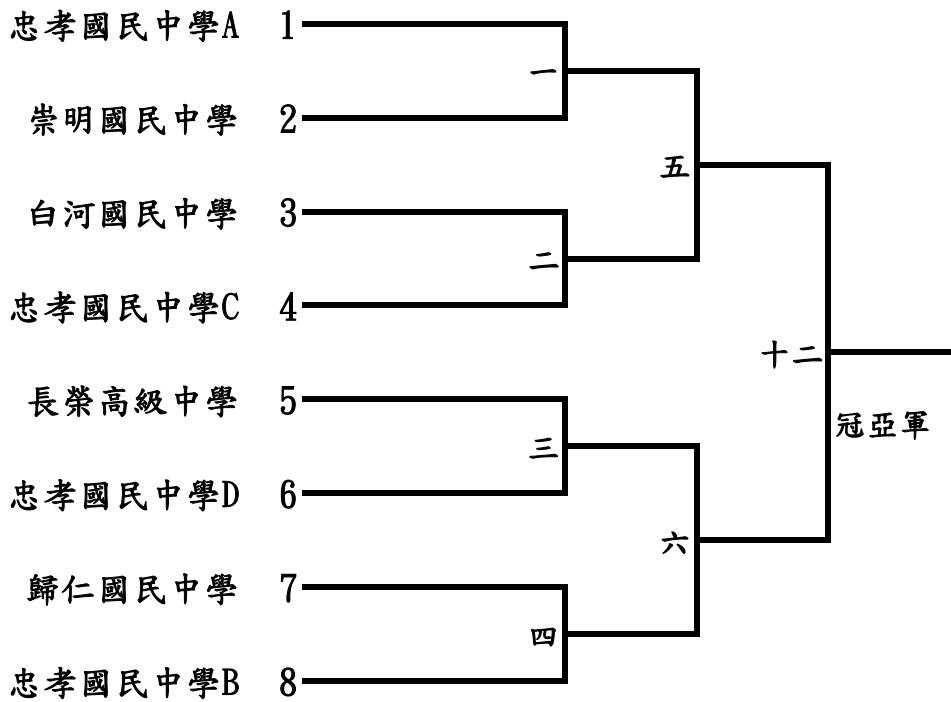 忠孝國民中學A 1
一
崇明國民中學 2
五
白河國民中學 3
二
忠孝國民中學C 4
十二
長榮高級中學 5
冠亞軍
三
忠孝國民中學D 6
六
歸仁國民中學 7
四
忠孝國民中學B 8